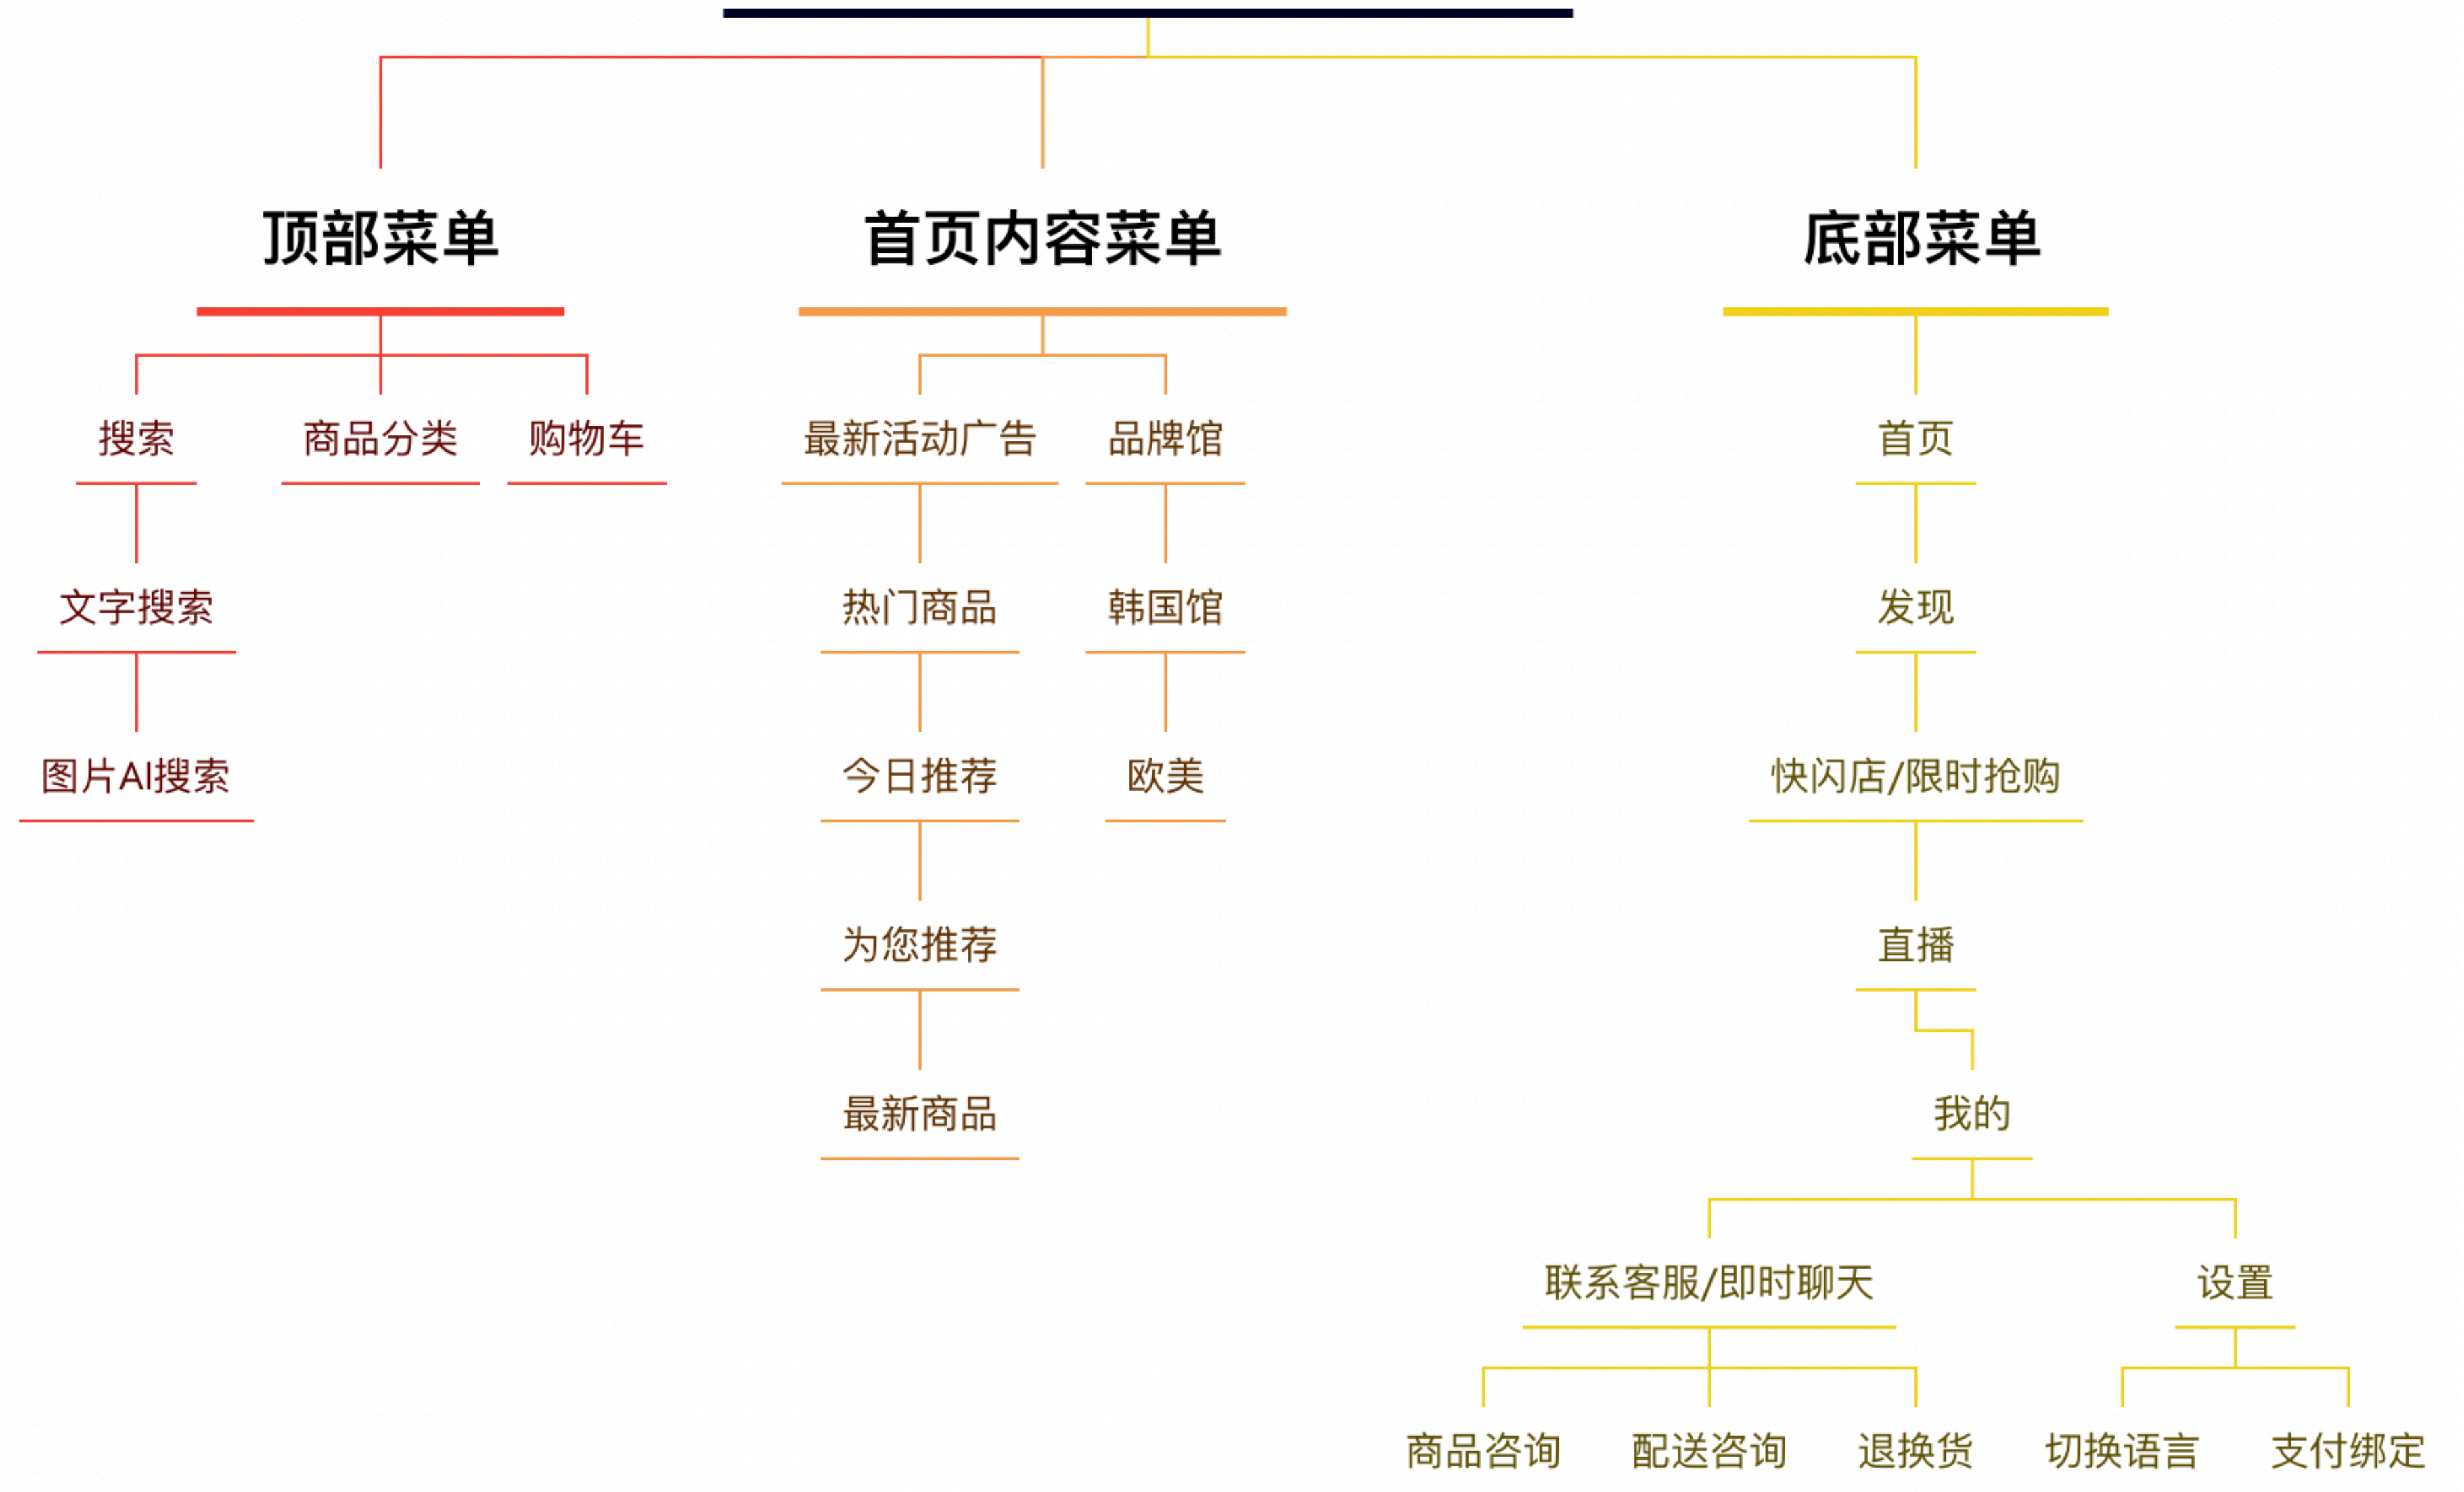 顶部菜单
首页内容菜单
底部菜单
搜索
商品分类
购物车
最新活动广告
品牌馆
首页
文字搜索
热门商品
韩国馆
发现
图片AI搜索
今日推荐
欧美
快闪店/限时抢购
为您推荐
直播
最新商品
我的
联系客服/即时聊天
设置
商品咨询
配送咨询
退换货
切换语言
支付绑定